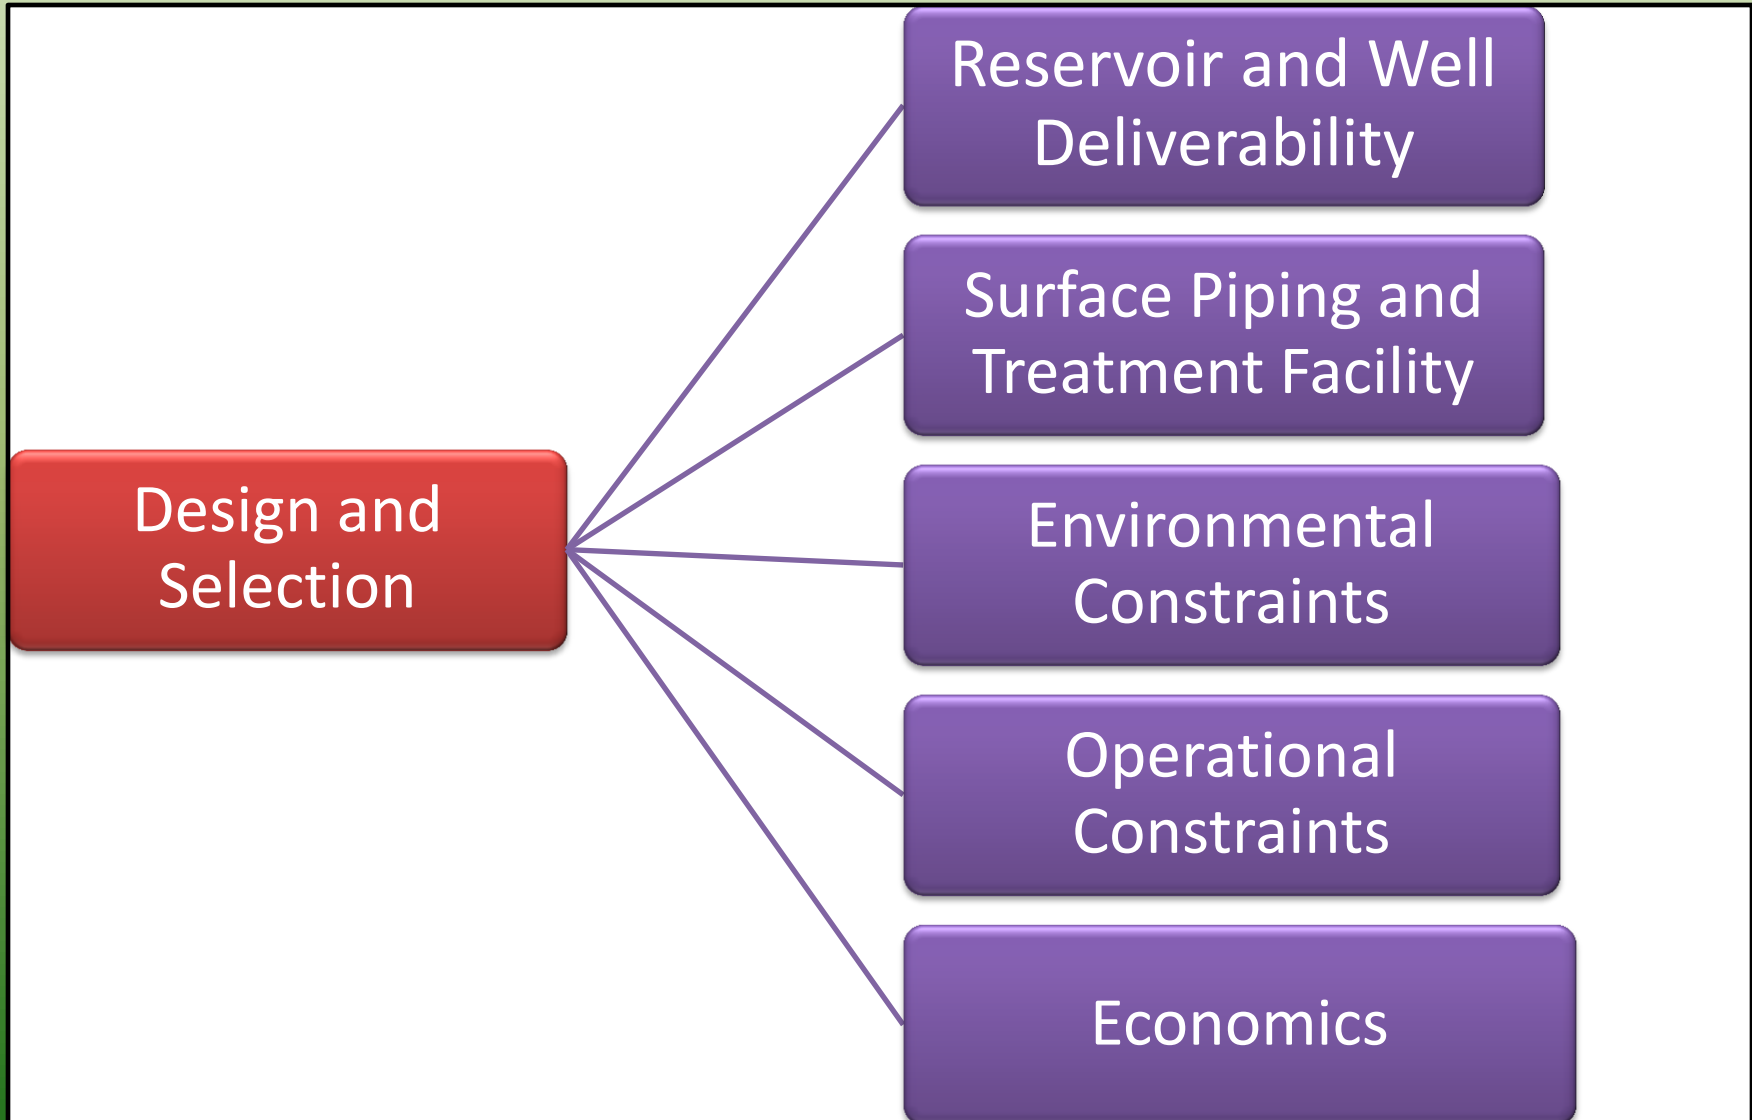 Design and
Selection
Reservoir and Well
Deliverability
Surface Piping and
Treatment Facility
Environmental
Constraints
Operational
Constraints
Economics